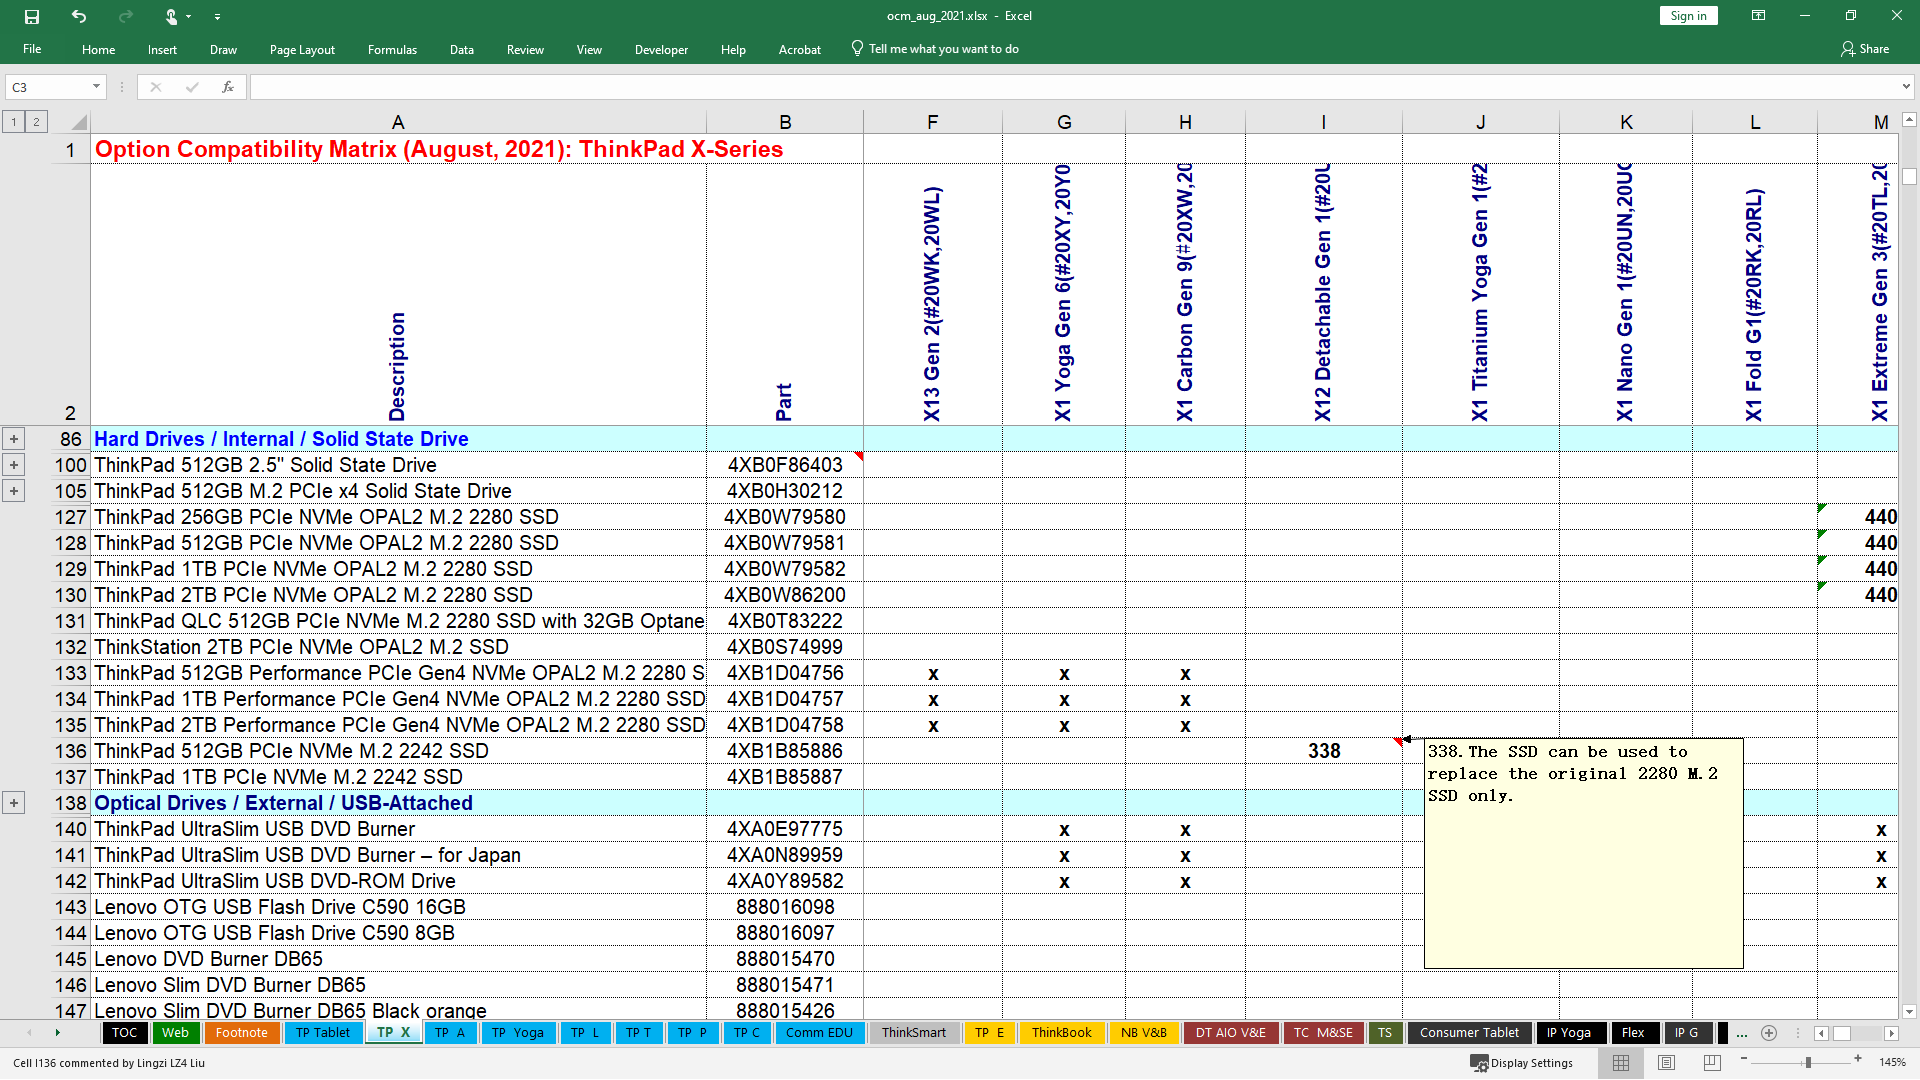 ocm_aug_2021.xlsx - Excel
Sign in
File Home Insert Draw Page Layout Formulas Data Review View Developer Help Acrobat Tell me what you want to do Share
C3 fx
1 2 A B F G H I J K L M
1 Option Compatibility Matrix (August, 2021): ThinkPad X-Series
2 Description Part X13 Gen 2(#20WK,20WL) X1 Yoga Gen 6(#20XY,20Y0 X1 Carbon Gen 9(#20XW,20 X12 Detachable Gen 1(#20U X1 Titanium Yoga Gen 1(#2 X1 Nano Gen 1(#20UN,20UQ X1 Fold G1(#20RK,20RL) X1 Extreme Gen 3(#20TL,20
86 Hard Drives / Internal / Solid State Drive
100 ThinkPad 512GB 2.5" Solid State Drive 4XB0F86403
105 ThinkPad 512GB M.2 PCIe x4 Solid State Drive 4XB0H30212
127 ThinkPad 256GB PCIe NVMe OPAL2 M.2 2280 SSD 4XB0W79580 440
128 ThinkPad 512GB PCIe NVMe OPAL2 M.2 2280 SSD 4XB0W79581 440
129 ThinkPad 1TB PCIe NVMe OPAL2 M.2 2280 SSD 4XB0W79582 440
130 ThinkPad 2TB PCIe NVMe OPAL2 M.2 2280 SSD 4XB0W86200 440
131 ThinkPad QLC 512GB PCIe NVMe M.2 2280 SSD with 32GB Optane 4XB0T83222
132 ThinkStation 2TB PCIe NVMe OPAL2 M.2 SSD 4XB0S74999
133 ThinkPad 512GB Performance PCIe Gen4 NVMe OPAL2 M.2 2280 S 4XB1D04756 x x x
134 ThinkPad 1TB Performance PCIe Gen4 NVMe OPAL2 M.2 2280 SSD 4XB1D04757 x x x
135 ThinkPad 2TB Performance PCIe Gen4 NVMe OPAL2 M.2 2280 SSD 4XB1D04758 x x x
136 ThinkPad 512GB PCIe NVMe M.2 2242 SSD 4XB1B85886 338
338.The SSD can be used to
replace the original 2280 M.2
SSD only.
137 ThinkPad 1TB PCIe NVMe M.2 2242 SSD 4XB1B85887
138 Optical Drives / External / USB-Attached
140 ThinkPad UltraSlim USB DVD Burner 4XA0E97775 x x x
141 ThinkPad UltraSlim USB DVD Burner – for Japan 4XA0N89959 x x x
142 ThinkPad UltraSlim USB DVD-ROM Drive 4XA0Y89582 x x x
143 Lenovo OTG USB Flash Drive C590 16GB 888016098
144 Lenovo OTG USB Flash Drive C590 8GB 888016097
145 Lenovo DVD Burner DB65 888015470
146 Lenovo Slim DVD Burner DB65 888015471
147 Lenovo Slim DVD Burner DB65 Black orange 888015426
TOC Web Footnote TP Tablet TP X TP A TP Yoga TP L TP T TP P TP C Comm EDU ThinkSmart TP E ThinkBook NB V&B DT AIO V&E TC M&SE TS Consumer Tablet IP Yoga Flex IP G ...
Cell I136 commented by Lingzi LZ4 Liu Display Settings 145%